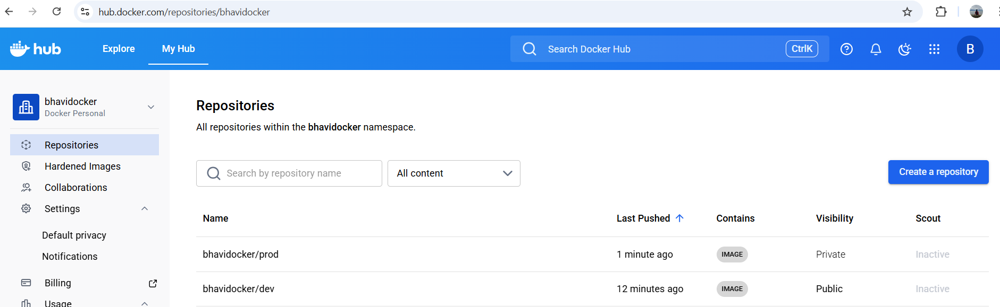 hub.docker.com/repositories/bhavidocker
hub
Explore
My Hub
Search Docker Hub
CtrlK
B
bhavidocker
Docker Personal
Repositories
Hardened Images
Collaborations
Settings
Default privacy
Notifications
Billing
Usage
Repositories
All repositories within the bhavidocker namespace.
Search by repository name
All content
Create a repository
Name Last Pushed Contains Visibility Scout
bhavidocker/prod 1 minute ago IMAGE Private Inactive
bhavidocker/dev 12 minutes ago IMAGE Public Inactive